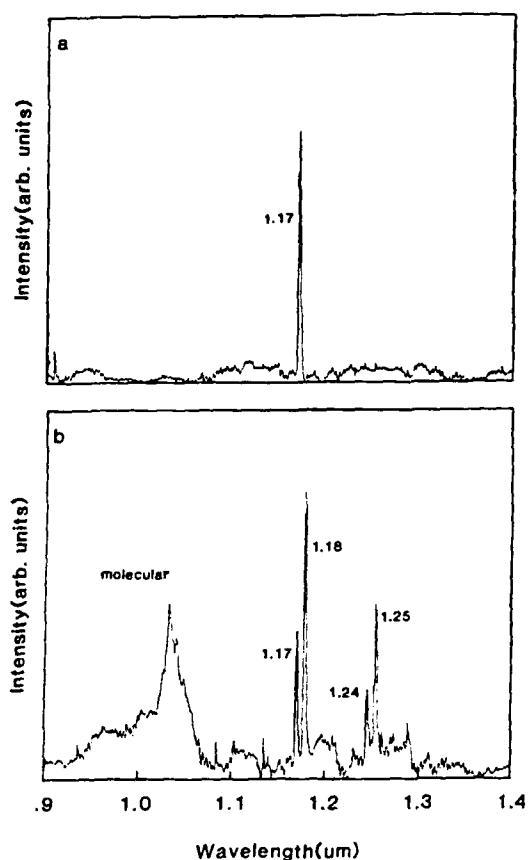 a
Intensity(arb. units)
1.17
b
Intensity(arb. units)
molecular
1.17
1.18
1.24
1.25
.9 1.0 1.1 1.2 1.3 1.4
Wavelength(um)